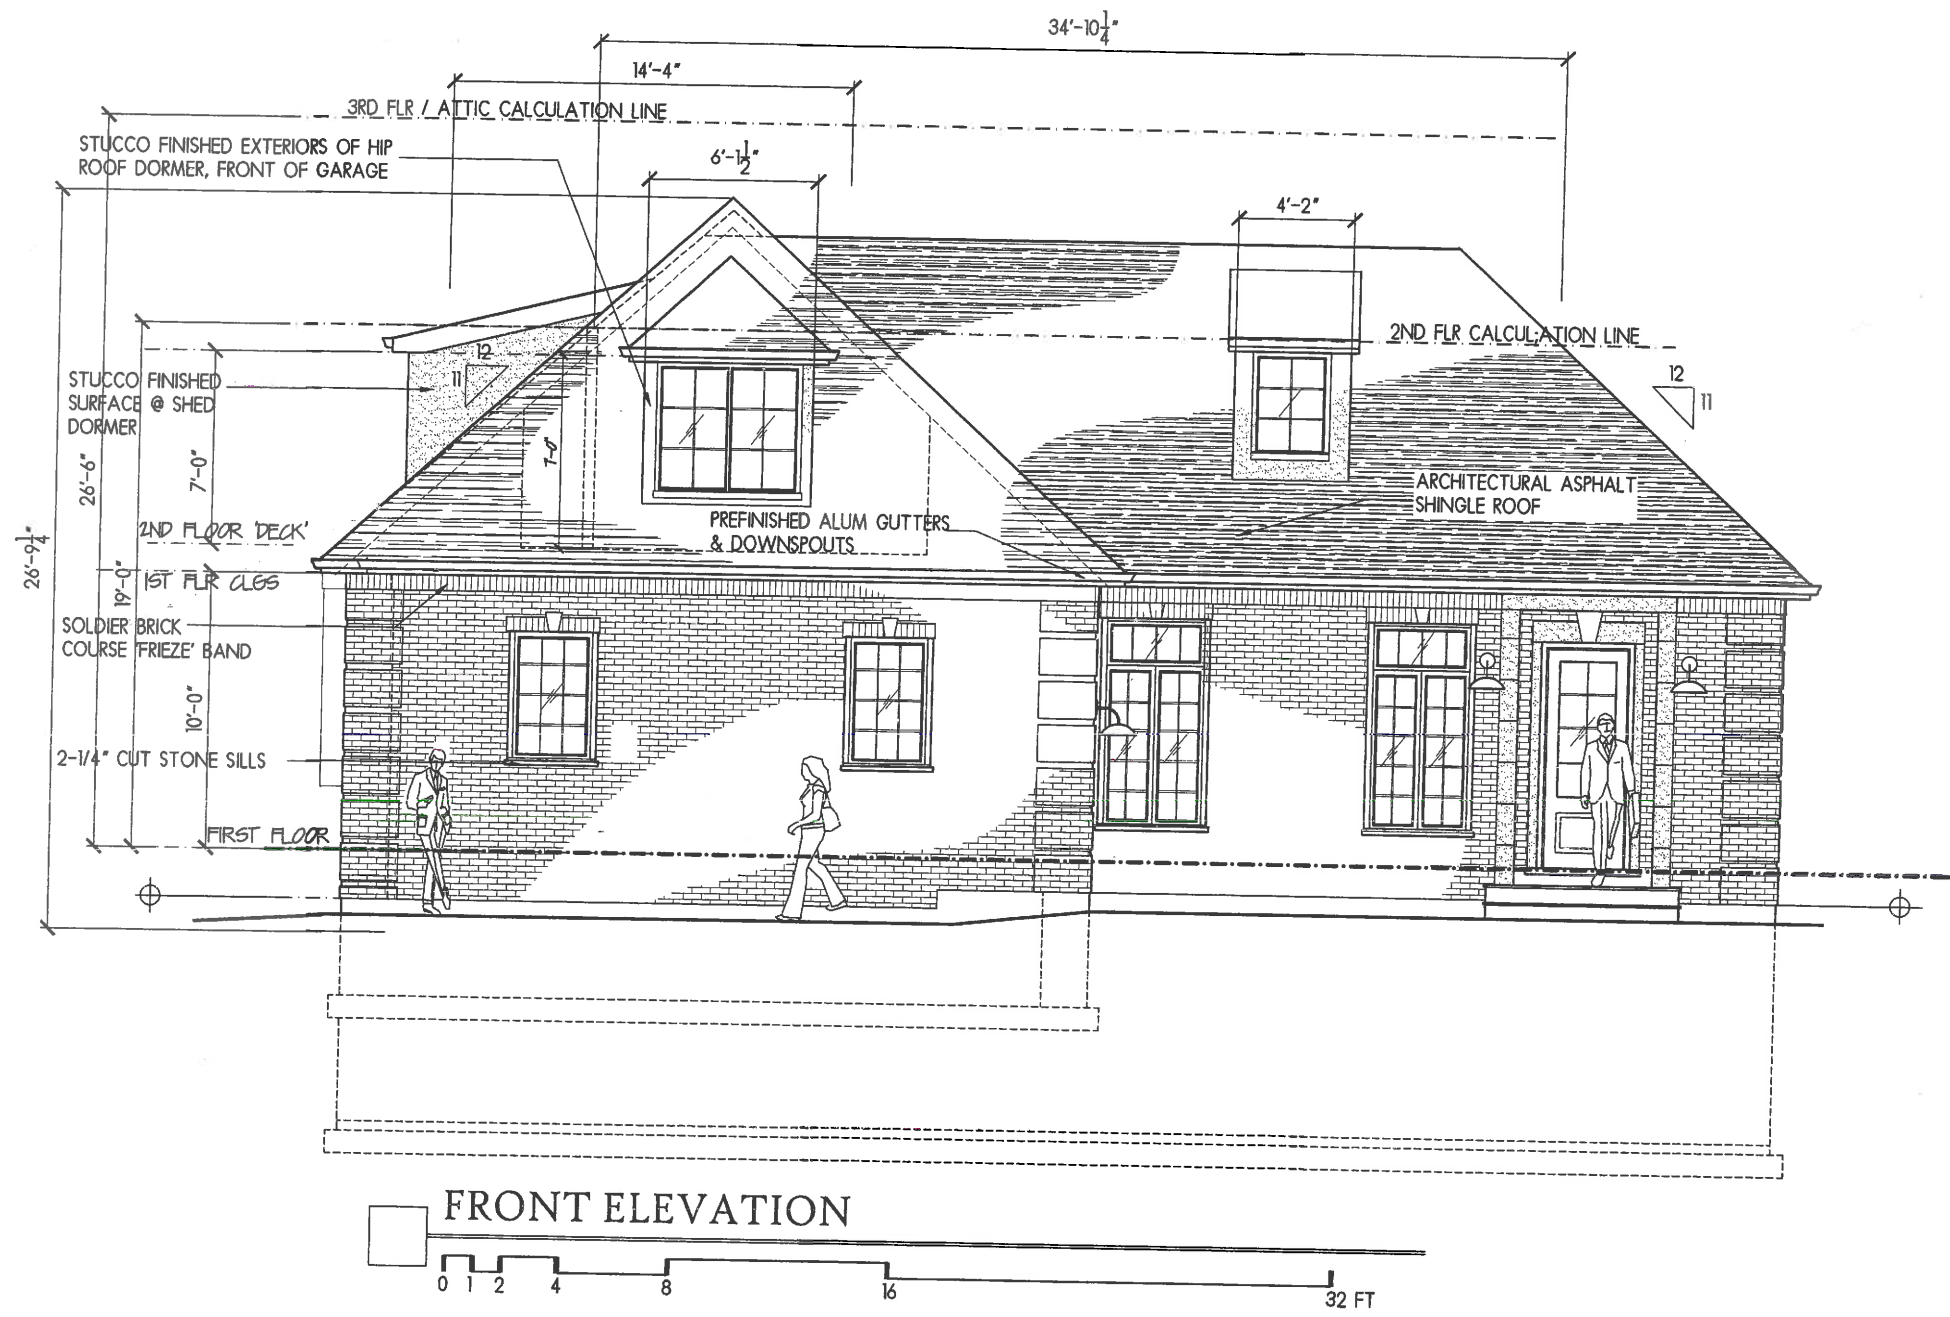 34'-10 1/4"
14'-4"
3RD FLR / ATTIC CALCULATION LINE
STUCCO FINISHED EXTERIORS OF HIP
ROOF DORMER, FRONT OF GARAGE
6'-1 1/2"
4'-2"
2ND FLR CALCUL;ATION LINE
12
11
12
11
STUCCO FINISHED
SURFACE @ SHED
DORMER
7'-0"
7'-0"
26'-6"
26'-9 1/4"
19'-0"
10'-0"
ARCHITECTURAL ASPHALT
SHINGLE ROOF
PREFINISHED ALUM GUTTERS
& DOWNSPOUTS
2ND FLOOR 'DECK'
1ST FLR CLGS
SOLDIER BRICK
COURSE 'FRIEZE' BAND
2-1/4" CUT STONE SILLS
FIRST FLOOR
FRONT ELEVATION
0 1 2 4 8 16 32 FT